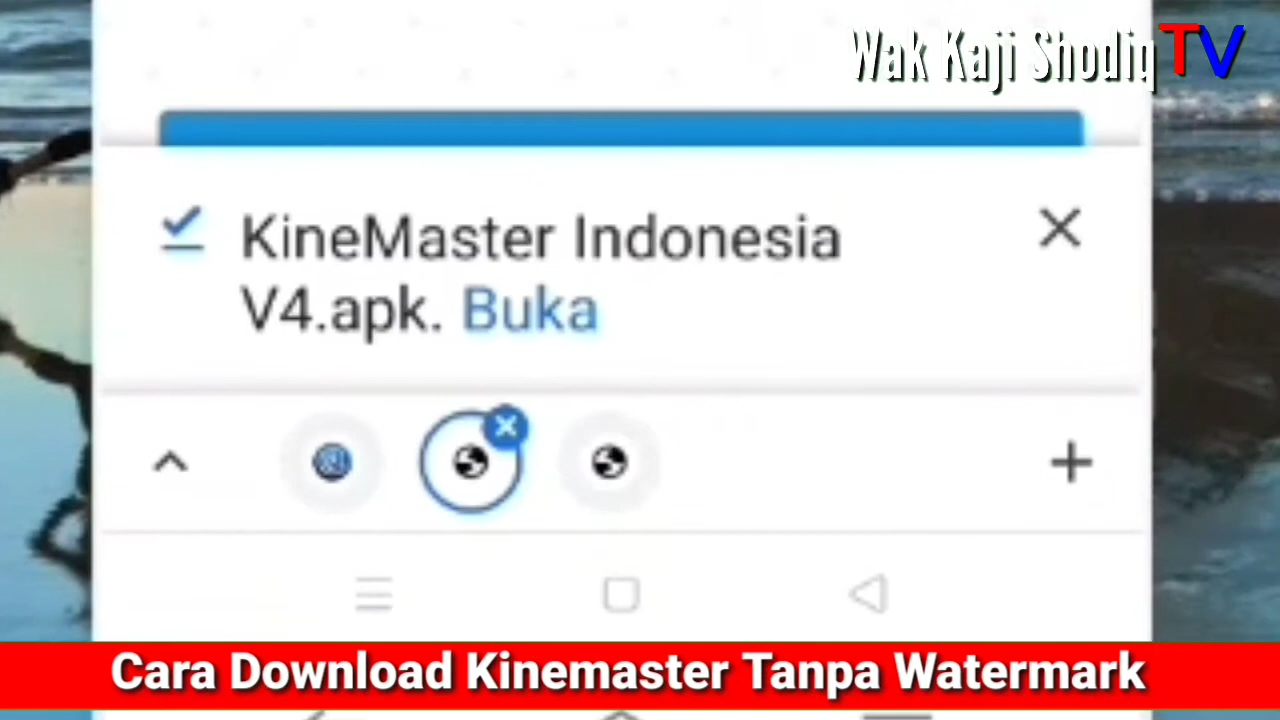 Wak Kaji Shodiq TV
KineMaster Indonesia
V4.apk. Buka
Cara Download Kinemaster Tanpa Watermark